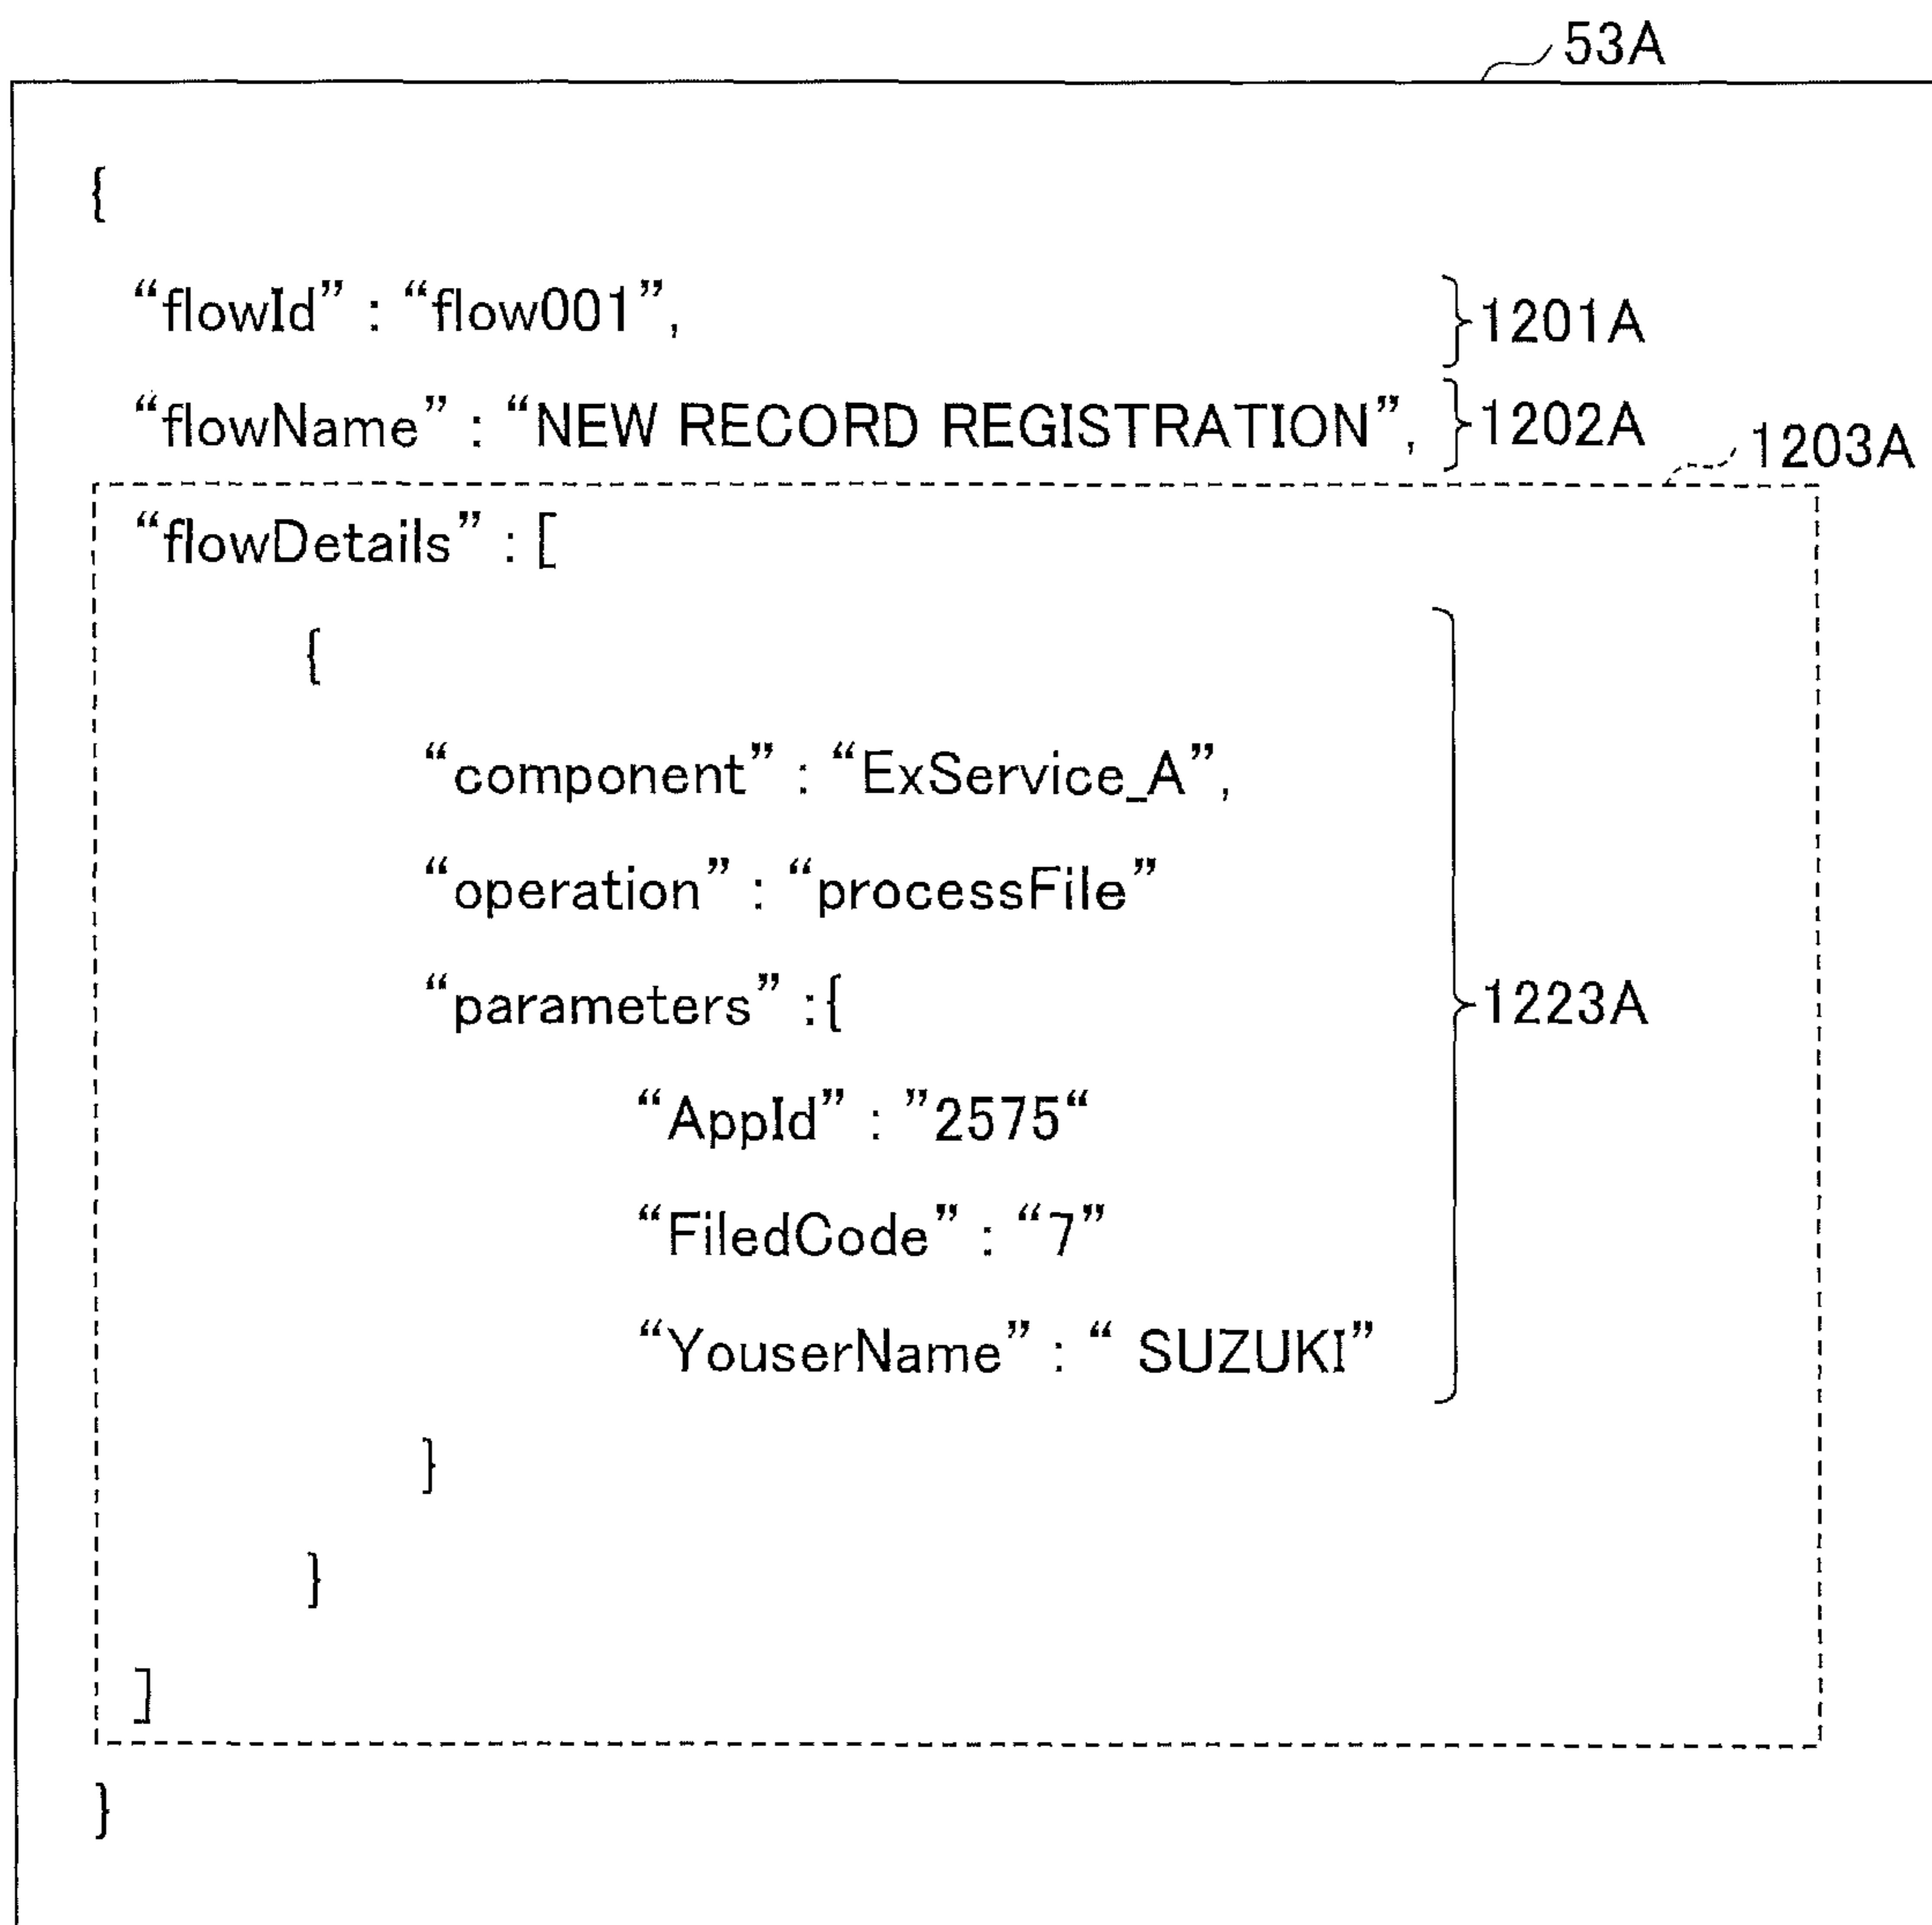 53A
{
“flowId” : “flow001”, }1201A
“flowName” : “NEW RECORD REGISTRATION”, }1202A
1203A
“flowDetails” : [
{
“component” : “ExService_A”,
“operation” : “processFile”
“parameters” :{ }1223A
“AppId” : ”2575“
“FiledCode” : “7”
“YouserName” : “ SUZUKI”
}
}
]
}